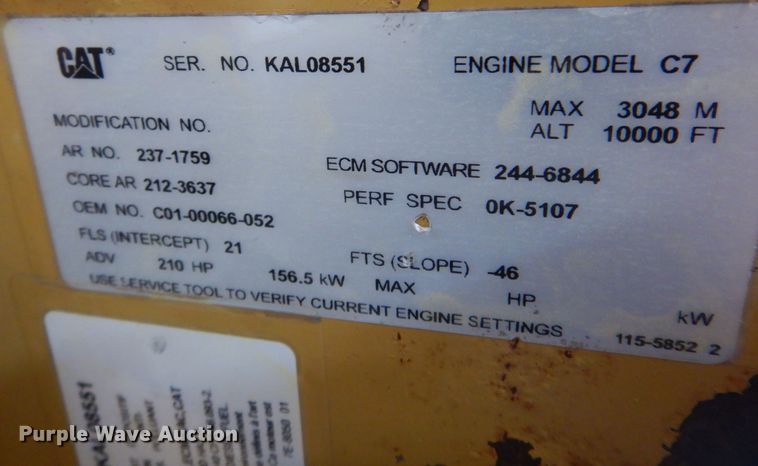 CAT® SER. NO. KAL08551 ENGINE MODEL C7
MAX 3048 M
ALT 10000 FT
MODIFICATION NO.
AR NO. 237-1759 ECM SOFTWARE 244-6844
CORE AR 212-3637 PERF SPEC 0K-5107
OEM NO. C01-00066-052
FLS (INTERCEPT) 21 FTS (SLOPE) -46
ADV 210 HP 156.5 kW MAX HP kW
USE SERVICE TOOL TO VERIFY CURRENT ENGINE SETTINGS 115-5852 2
Purple Wave Auction